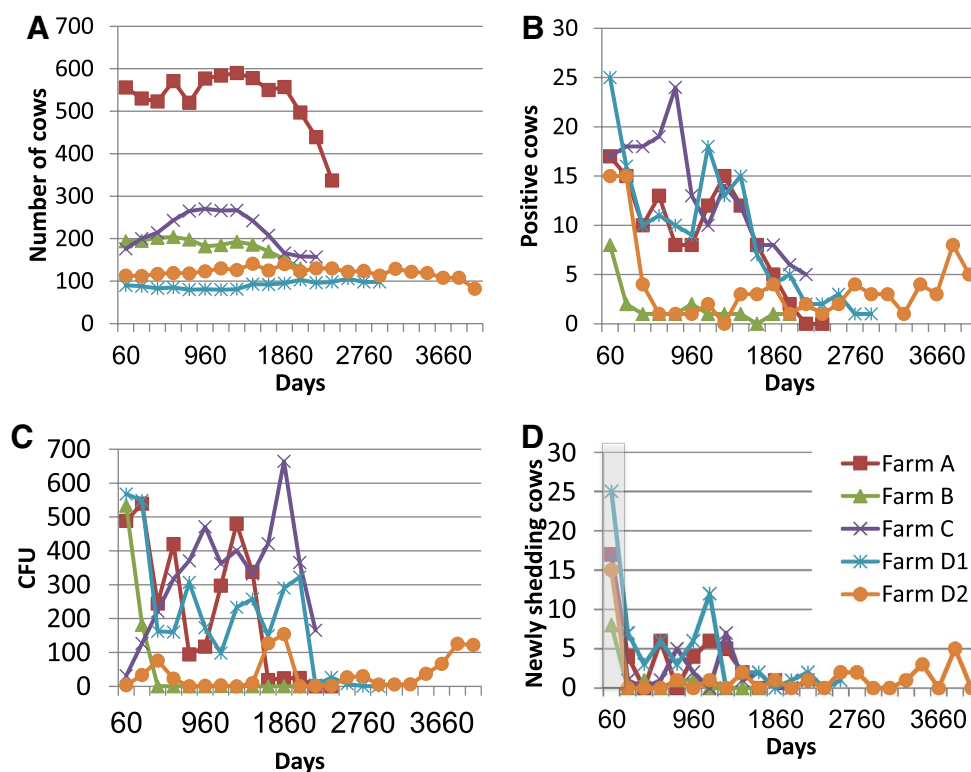 A
700
600
500
400
300
200
100
0
Number of cows
60 960 1860 2760 3660
Days
B
30
25
20
15
10
5
0
Positive cows
60 960 1860 2760 3660
Days
C
700
600
500
400
300
200
100
0
CFU
60 960 1860 2760 3660
Days
D
30
25
20
15
10
5
0
Newly shedding cows
60 960 1860 2760 3660
Days
Farm A
Farm B
Farm C
Farm D1
Farm D2